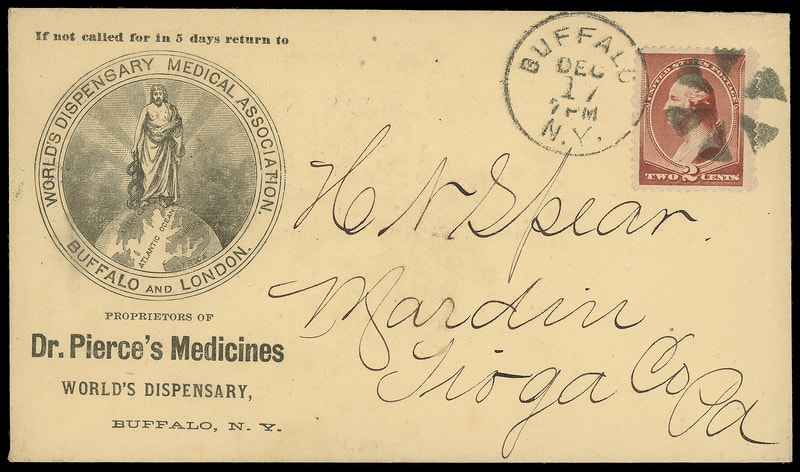 If not called for in 5 days return to
WORLD'S DISPENSARY MEDICAL ASSOCIATION.
BUFFALO AND LONDON.
ATLANTIC OCEAN
AFRICA
PROPRIETORS OF
Dr. Pierce's Medicines
WORLD'S DISPENSARY,
BUFFALO, N. Y.
BUFFALO
DEC
17
7PM
N.Y.
UNITED STATES POSTAGE
TWO 2 CENTS
H N Spear.
Mardin
Tioga Co Pa